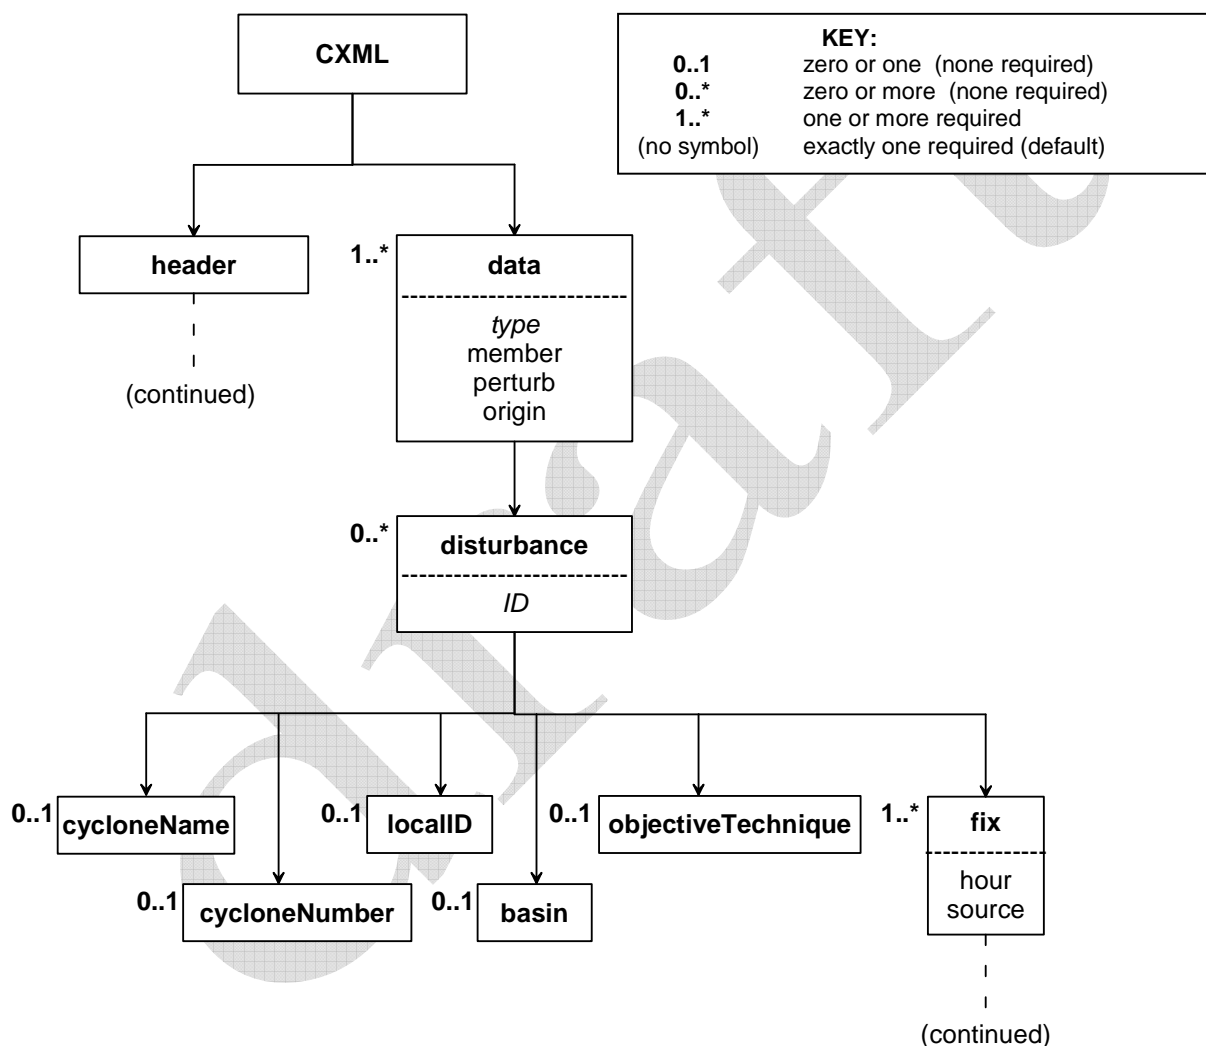 CXML
KEY:
0..1 zero or one (none required)
0..* zero or more (none required)
1..* one or more required
(no symbol) exactly one required (default)
header
(continued)
1..* data
type
member
perturb
origin
0..* disturbance
ID
0..1 cycloneName
0..1 localID
0..1 objectiveTechnique
1..* fix
hour
source
0..1 cycloneNumber
0..1 basin
(continued)
draft